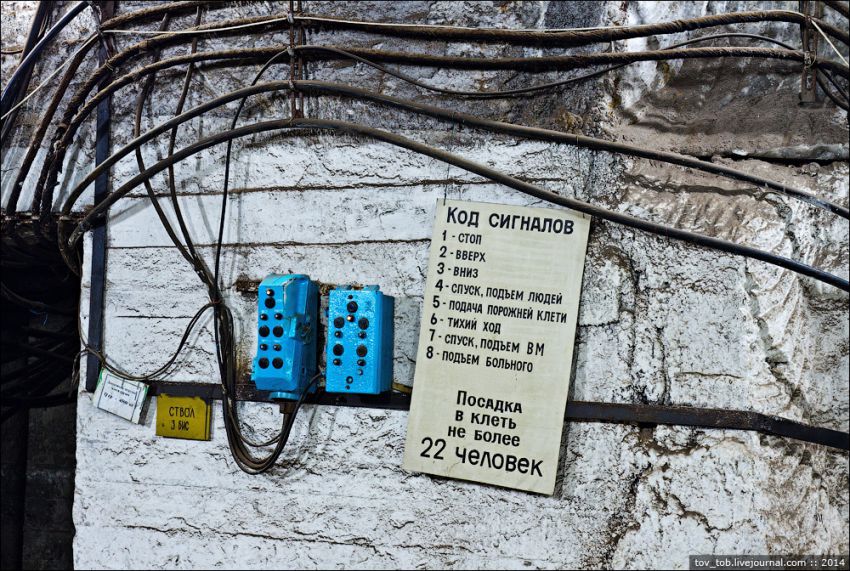 Код сигналов
1 - стоп
2 - вверх
3 - вниз
4 - спуск, подъем людей
5 - подача порожней клети
6 - тихий ход
7 - спуск, подъем ВМ
8 - подъем больного
Посадка
в клеть
не более
22 человек
СТВОЛ
3 ВИС
tov_tob.livejournal.com :: 2014